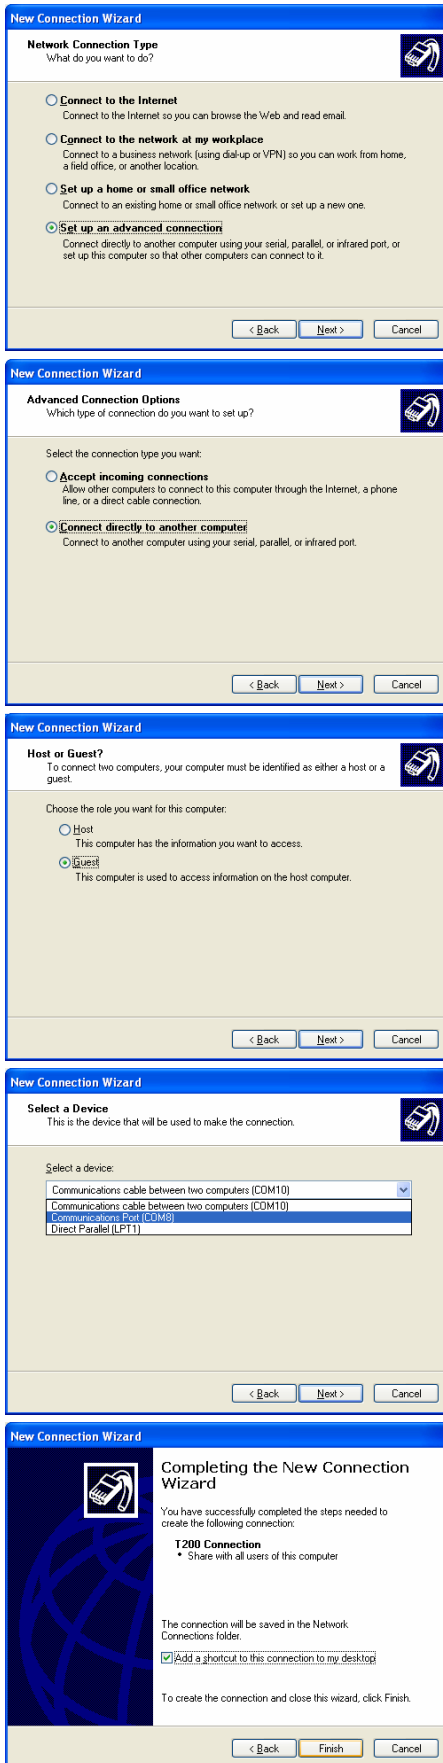 New Connection Wizard
Network Connection Type
What do you want to do?
Connect to the Internet
Connect to the Internet so you can browse the Web and read email.
Connect to the network at my workplace
Connect to a business network (using dial-up or VPN) so you can work from home,
a field office, or another location.
Set up a home or small office network
Connect to an existing home or small office network or set up a new one.
Set up an advanced connection
Connect directly to another computer using your serial, parallel, or infrared port, or
set up this computer so that other computers can connect to it.
< Back Next > Cancel
New Connection Wizard
Advanced Connection Options
Which type of connection do you want to set up?
Select the connection type you want:
Accept incoming connections
Allow other computers to connect to this computer through the Internet, a phone
line, or a direct cable connection.
Connect directly to another computer
Connect to another computer using your serial, parallel, or infrared port.
< Back Next > Cancel
New Connection Wizard
Host or Guest?
To connect two computers, your computer must be identified as either a host or a
guest.
Choose the role you want for this computer:
Host
This computer has the information you want to access.
Guest
This computer is used to access information on the host computer.
< Back Next > Cancel
New Connection Wizard
Select a Device
This is the device that will be used to make the connection.
Select a device:
Communications cable between two computers (COM10)
Communications cable between two computers (COM10)
Communications Port (COM8)
Direct Parallel (LPT1)
< Back Next > Cancel
New Connection Wizard
Completing the New Connection
Wizard
You have successfully completed the steps needed to
create the following connection:
T200 Connection
• Share with all users of this computer
The connection will be saved in the Network
Connections folder.
Add a shortcut to this connection to my desktop
To create the connection and close this wizard, click Finish.
< Back Finish Cancel